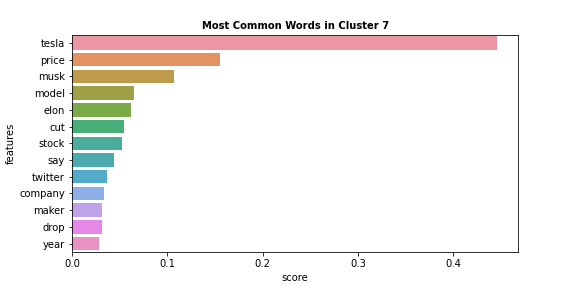 Most Common Words in Cluster 7
tesla
price
musk
model
elon
cut
stock
say
twitter
company
maker
drop
year
features
0.0 0.1 0.2 0.3 0.4
score